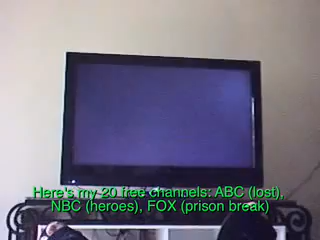 Here's my 20 free channels: ABC (lost),
NBC (heroes), FOX (prison break)